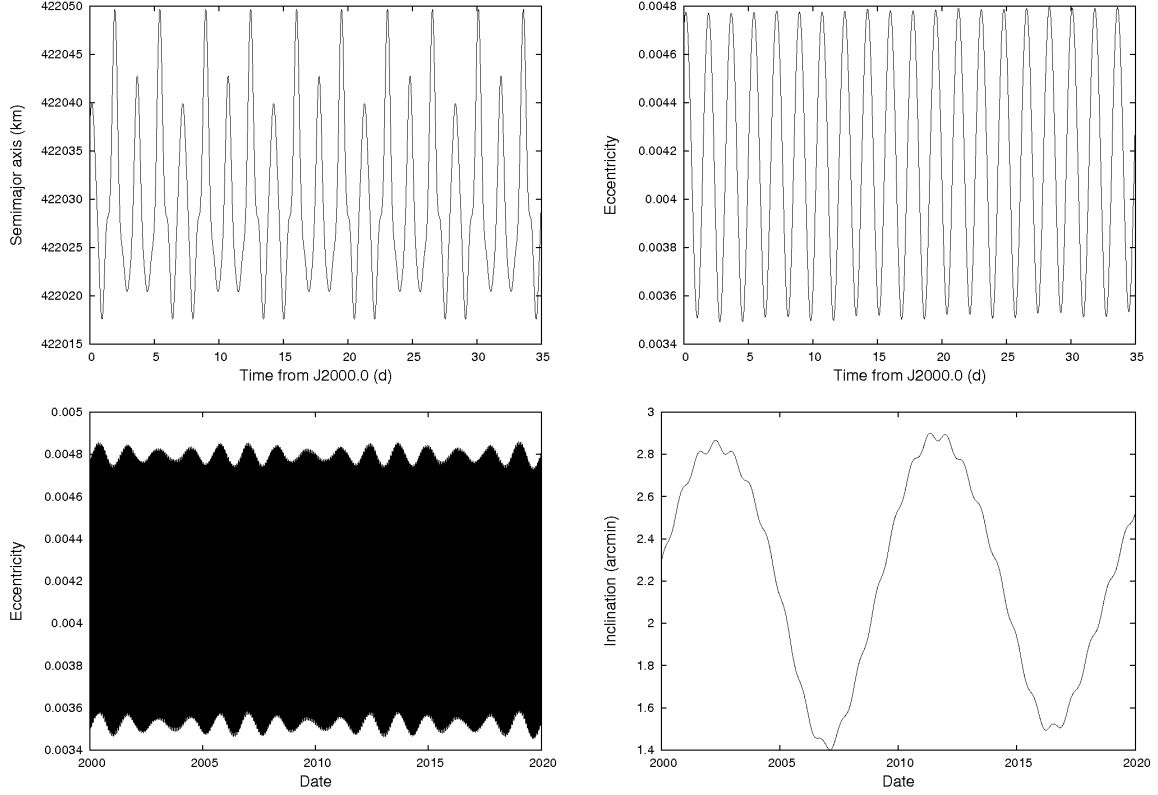 422050
422045
422040
422035
422030
422025
422020
422015
Semimajor axis (km)
0 5 10 15 20 25 30 35
Time from J2000.0 (d)
0.0048
0.0046
0.0044
0.0042
0.004
0.0038
0.0036
0.0034
Eccentricity
0 5 10 15 20 25 30 35
Time from J2000.0 (d)
0.005
0.0048
0.0046
0.0044
0.0042
0.004
0.0038
0.0036
0.0034
Eccentricity
2000 2005 2010 2015 2020
Date
3
2.8
2.6
2.4
2.2
2
1.8
1.6
1.4
Inclination (arcmin)
2000 2005 2010 2015 2020
Date